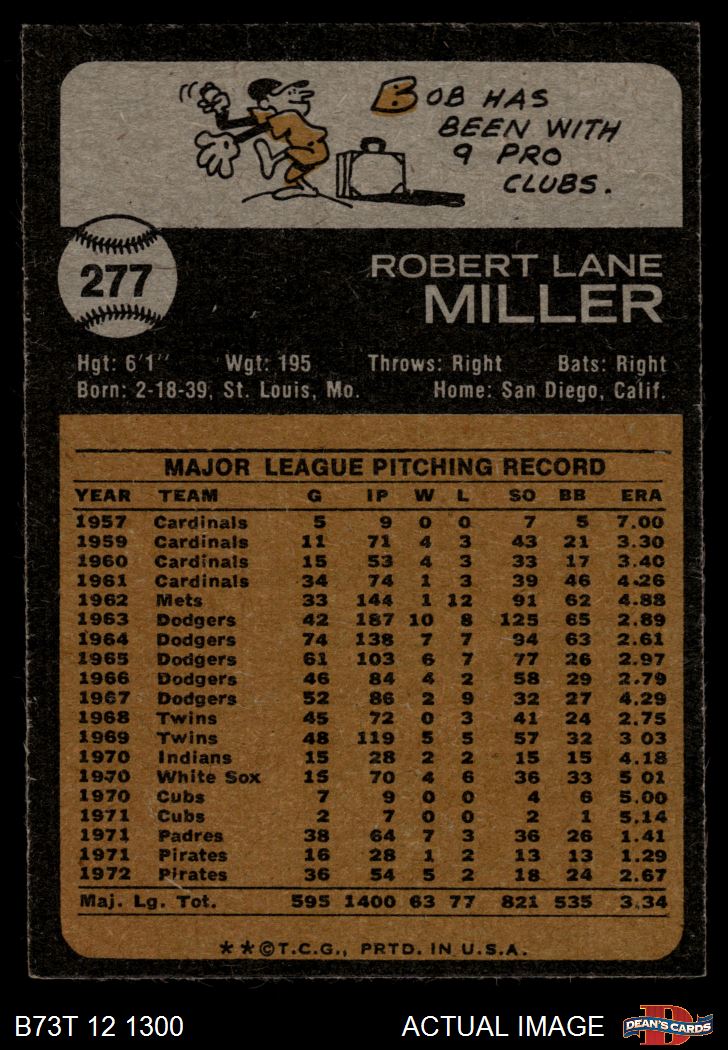 BOB HAS
BEEN WITH
9 PRO
CLUBS.
277
ROBERT LANE
MILLER
Hgt: 6'1" Wgt: 195 Throws: Right Bats: Right
Born: 2-18-39, St. Louis, Mo. Home: San Diego, Calif.
MAJOR LEAGUE PITCHING RECORD
YEAR TEAM G IP W L SO BB ERA
1957 Cardinals 5 9 0 0 7 5 7.00
1959 Cardinals 11 71 4 3 43 21 3.30
1960 Cardinals 15 53 4 3 33 17 3.40
1961 Cardinals 34 74 1 3 39 46 4.26
1962 Mets 33 144 1 12 91 62 4.88
1963 Dodgers 42 187 10 8 125 65 2.89
1964 Dodgers 74 138 7 7 94 63 2.61
1965 Dodgers 61 103 6 7 77 26 2.97
1966 Dodgers 46 84 4 2 58 29 2.79
1967 Dodgers 52 86 2 9 32 27 4.29
1968 Twins 45 72 0 3 41 24 2.75
1969 Twins 48 119 5 5 57 32 3 03
1970 Indians 15 28 2 2 15 15 4.18
1970 White Sox 15 70 4 6 36 33 5 01
1970 Cubs 7 9 0 0 4 6 5.00
1971 Cubs 2 7 0 0 2 1 5.14
1971 Padres 38 64 7 3 36 26 1.41
1971 Pirates 16 28 1 2 13 13 1.29
1972 Pirates 36 54 5 2 18 24 2.67
Maj. Lg. Tot. 595 1400 63 77 821 535 3.34
**©T.C.G., PRTD. IN U.S.A.
B73T 12 1300 ACTUAL IMAGE D DEAN'S CARDS